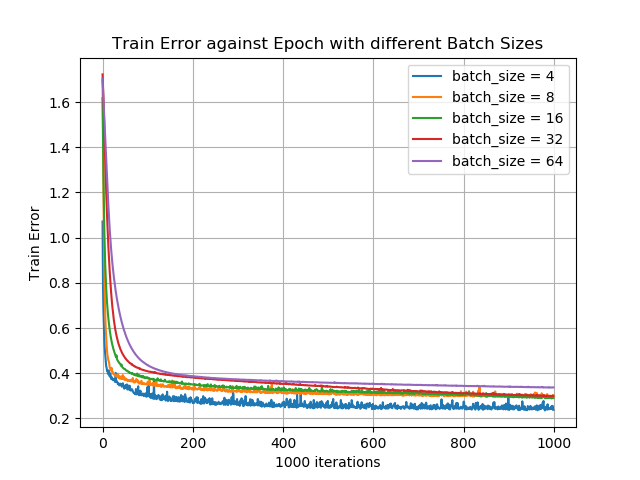 Train Error against Epoch with different Batch Sizes
batch_size = 4
batch_size = 8
batch_size = 16
batch_size = 32
batch_size = 64
Train Error
1.6
1.4
1.2
1.0
0.8
0.6
0.4
0.2
0 200 400 600 800 1000
1000 iterations